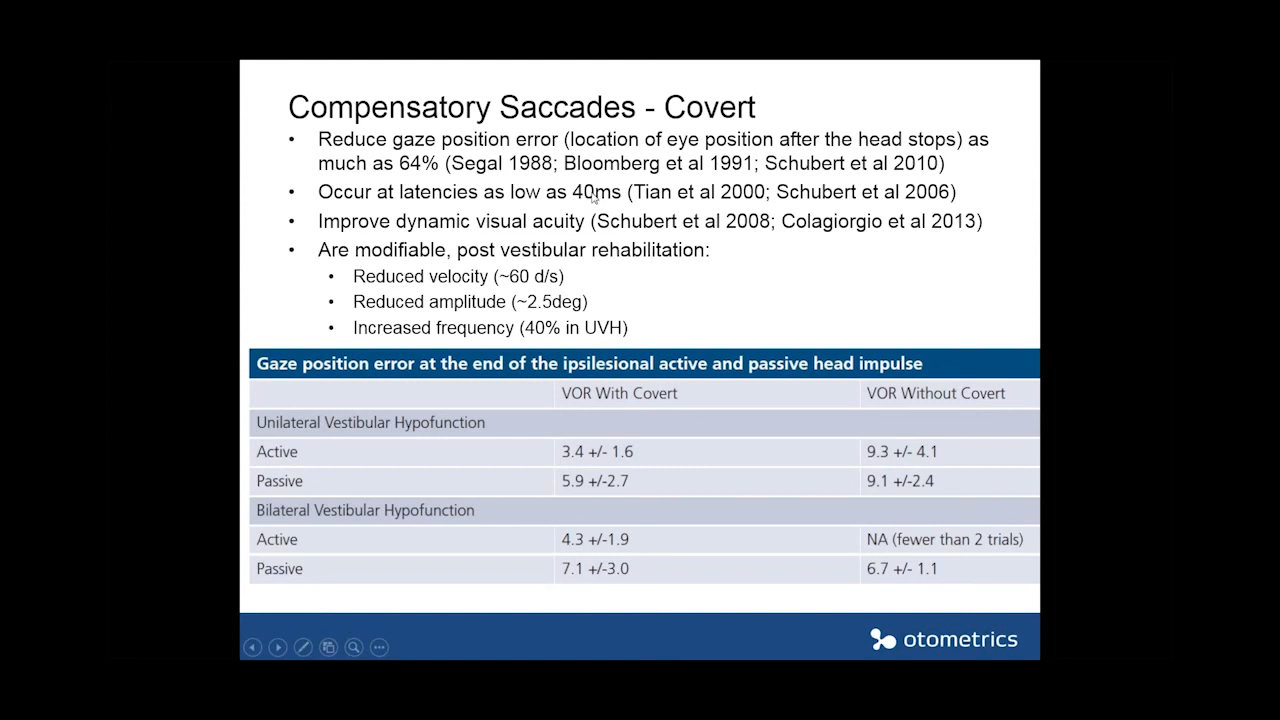 Compensatory Saccades - Covert
• Reduce gaze position error (location of eye position after the head stops) as
much as 64% (Segal 1988; Bloomberg et al 1991; Schubert et al 2010)
• Occur at latencies as low as 40ms (Tian et al 2000; Schubert et al 2006)
• Improve dynamic visual acuity (Schubert et al 2008; Colagiorgio et al 2013)
• Are modifiable, post vestibular rehabilitation:
• Reduced velocity (~60 d/s)
• Reduced amplitude (~2.5deg)
• Increased frequency (40% in UVH)
Gaze position error at the end of the ipsilesional active and passive head impulse
VOR With Covert VOR Without Covert
Unilateral Vestibular Hypofunction
Active 3.4 +/- 1.6 9.3 +/- 4.1
Passive 5.9 +/-2.7 9.1 +/-2.4
Bilateral Vestibular Hypofunction
Active 4.3 +/-1.9 NA (fewer than 2 trials)
Passive 7.1 +/-3.0 6.7 +/- 1.1
otometrics